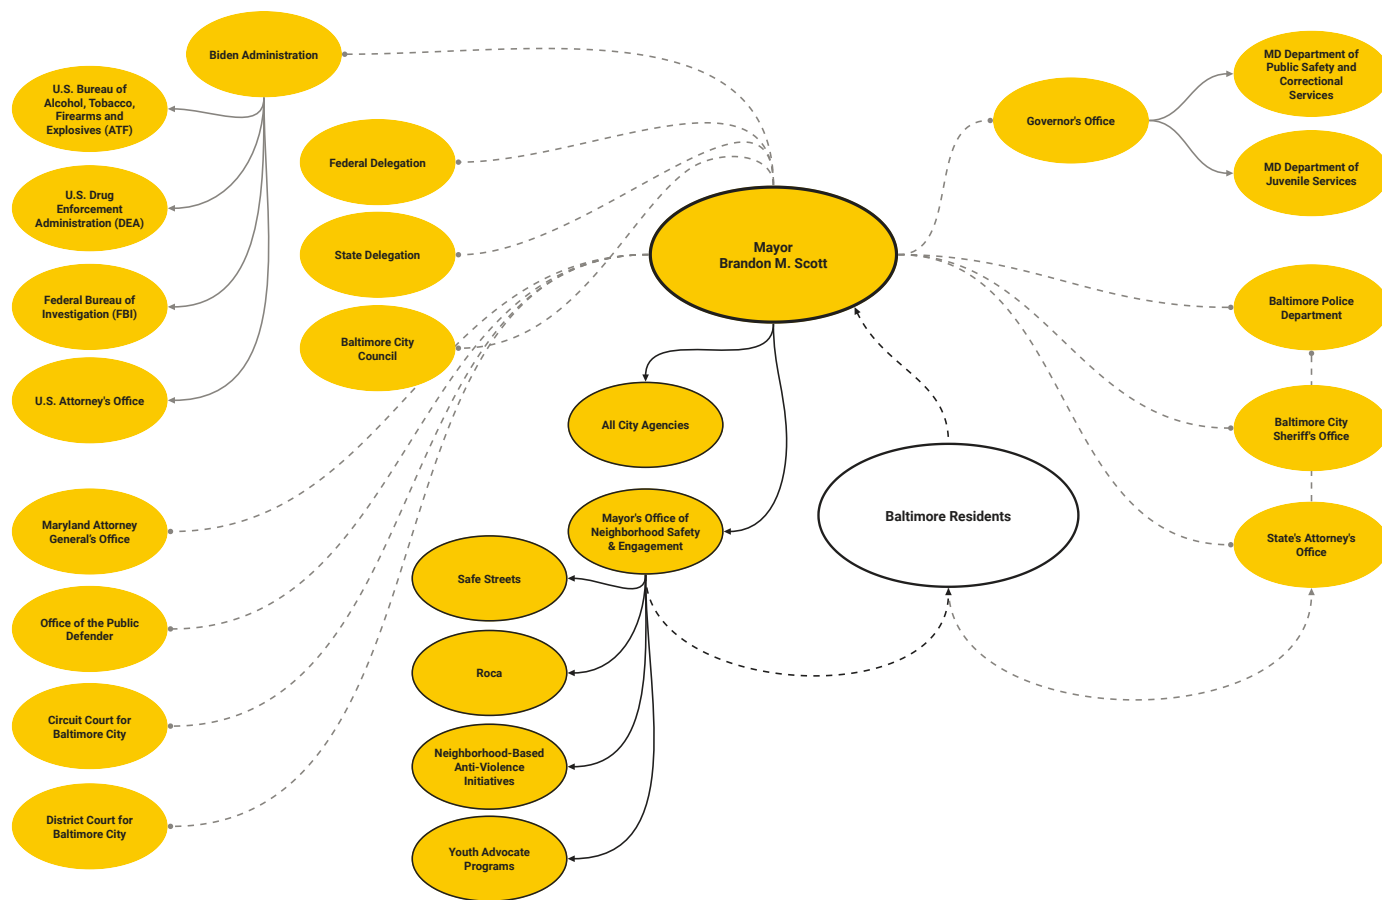 Biden Administration
U.S. Bureau of
Alcohol, Tobacco,
Firearms and
Explosives (ATF)
U.S. Drug
Enforcement
Administration (DEA)
Federal Bureau of
Investigation (FBI)
U.S. Attorney's Office
Federal Delegation
State Delegation
Baltimore City
Council
Maryland Attorney
General's Office
Office of the Public
Defender
Circuit Court for
Baltimore City
District Court for
Baltimore City
Mayor
Brandon M. Scott
All City Agencies
Mayor's Office of
Neighborhood Safety
& Engagement
Safe Streets
Roca
Neighborhood-Based
Anti-Violence
Initiatives
Youth Advocate
Programs
Baltimore Residents
Governor's Office
MD Department of
Public Safety and
Correctional
Services
MD Department of
Juvenile Services
Baltimore Police
Department
Baltimore City
Sheriff's Office
State's Attorney's
Office